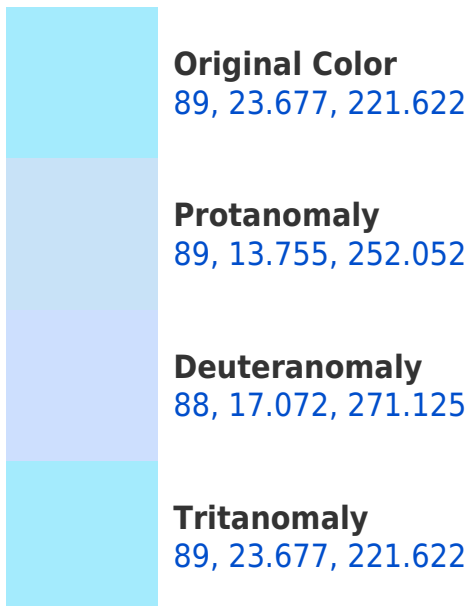 Original Color
89, 23.677, 221.622
Protanomaly
89, 13.755, 252.052
Deuteranomaly
88, 17.072, 271.125
Tritanomaly
89, 23.677, 221.622